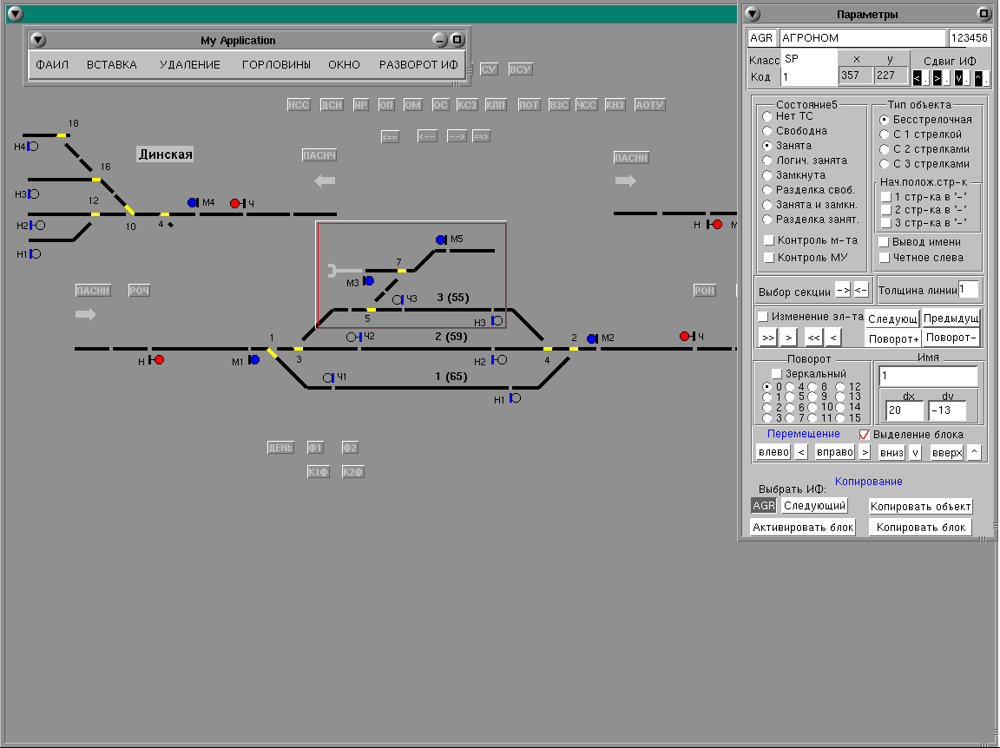 Параметры
My Application
ФАЙЛ ВСТАВКА УДАЛЕНИЕ ГОРЛОВИНЫ ОКНО РАЗВОРОТ ИФ
СУ ВСУ
НСС ДСН ИР ОП ОМ ОС КСЗ КПП ПОТ ВЗС ЧСС КНЗ АОТУ
<== <-- --> ==>
18
Н4
Динская
ПАСНЧ
ПАСНН
16
Н3
12
М4
Ч
Н2
10
4
Н
М
Н1
М5
7
М3
ПАСНН
РОЧ
РОН
Ч3
3 (55)
5
Н3
1
Ч2
2 (59)
2
М2
Ч
Н
М1
3
Н2
4
Ч1
1 (65)
Н1
ДЕНЬ Ф1 Ф2
К1Ф К2Ф
AGR АГРОНОМ 123456
Класс SP x y Сдвиг ИФ
Код 1 357 227 < . > . v . ^ .
Состояние5
Нет ТС
Свободна
Занята
Логич. занята
Замкнута
Разделка своб.
Занята и замкн.
Разделка занят.
Контроль м-та
Контроль МУ
Тип объекта
Бесстрелочная
С 1 стрелкой
С 2 стрелками
С 3 стрелками
Нач.полож.стр-к
1 стр-ка в '-'
2 стр-ка в '-'
3 стр-ка в '-'
Вывод имени
Четное слева
Выбор секции -> <- Толщина линии 1
Изменение эл-та Следующ Предыдущ
>> > << < Поворот+ Поворот-
Поворот
Зеркальный
0 4 8 12
1 5 9 13
2 6 10 14
3 7 11 15
Имя
1
dx dy
20 -13
Перемещение Выделение блока
влево < вправо > вниз v вверх ^
Копирование
Выбрать ИФ:
AGR Следующий Копировать объект
Активировать блок Копировать блок